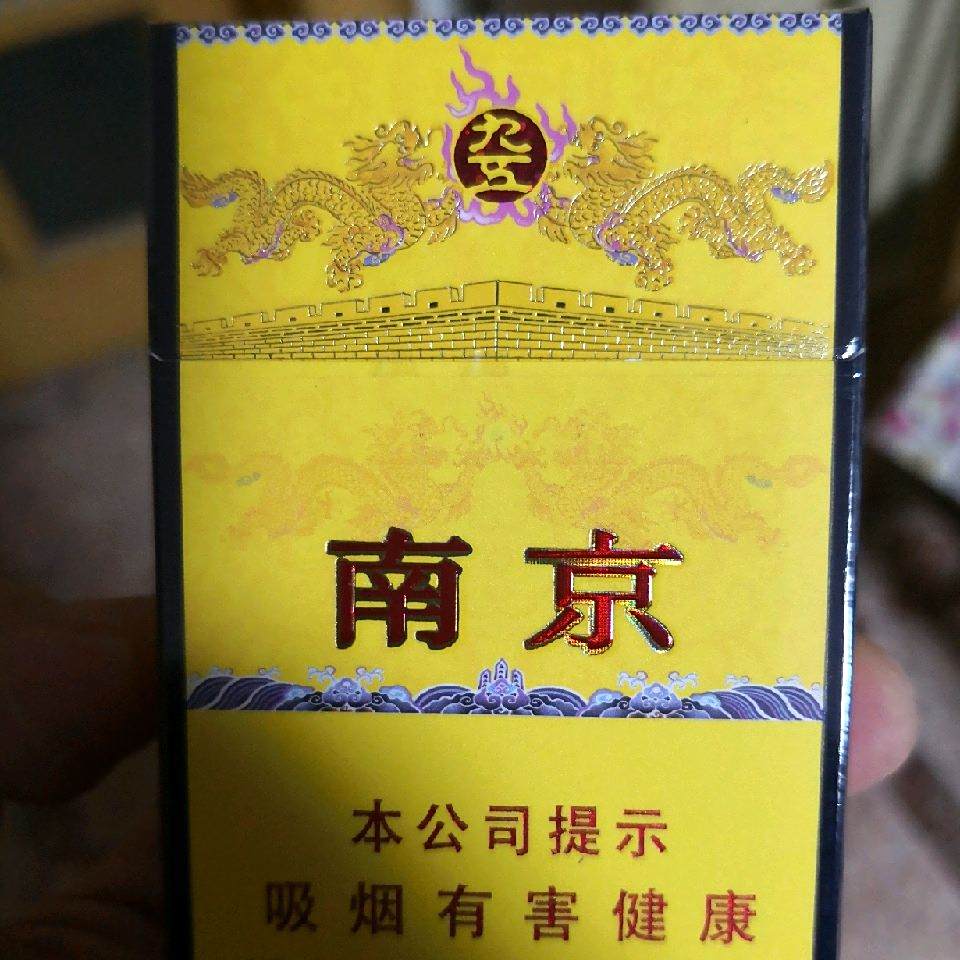 九五
南京
本公司提示
吸烟有害健康